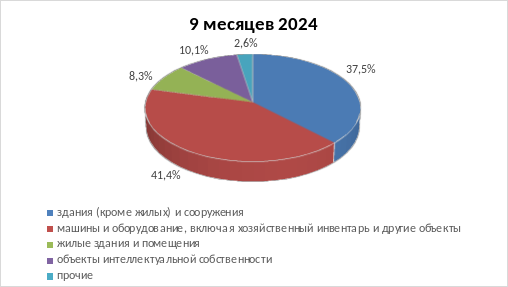 9 месяцев 2024
2,6%
10,1%
37,5%
8,3%
41,4%
здания (кроме жилых) и сооружения
машины и оборудование, включая хозяйственный инвентарь и другие объекты
жилые здания и помещения
объекты интеллектуальной собственности
прочие